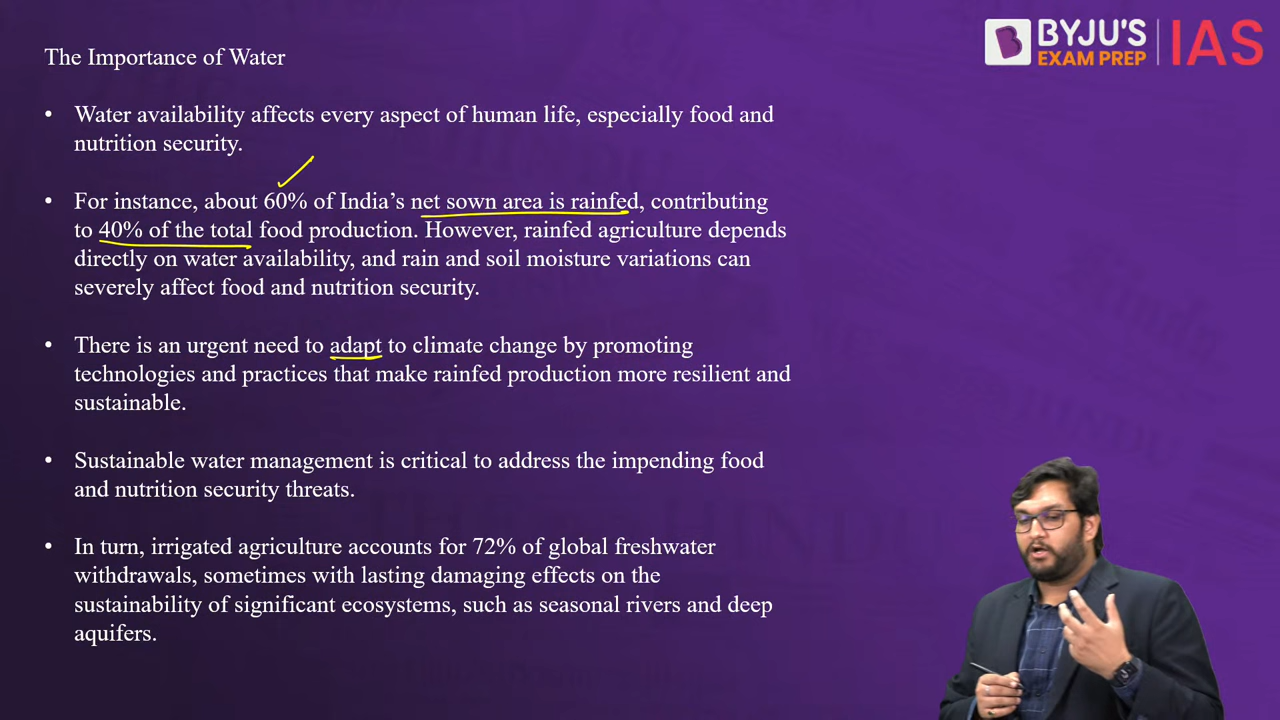 The Importance of Water
BYJU'S
EXAM PREP
IAS
• Water availability affects every aspect of human life, especially food and
nutrition security.
• For instance, about 60% of India’s net sown area is rainfed, contributing
to 40% of the total food production. However, rainfed agriculture depends
directly on water availability, and rain and soil moisture variations can
severely affect food and nutrition security.
• There is an urgent need to adapt to climate change by promoting
technologies and practices that make rainfed production more resilient and
sustainable.
• Sustainable water management is critical to address the impending food
and nutrition security threats.
• In turn, irrigated agriculture accounts for 72% of global freshwater
withdrawals, sometimes with lasting damaging effects on the
sustainability of significant ecosystems, such as seasonal rivers and deep
aquifers.